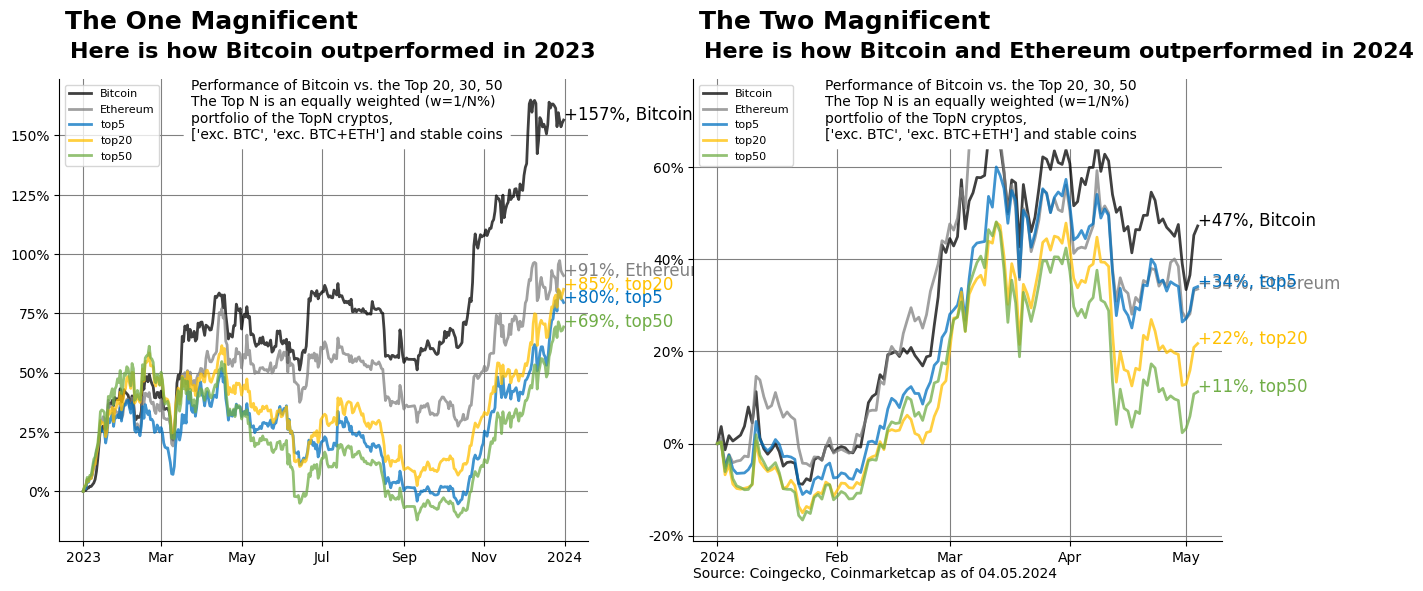 The One Magnificent
Here is how Bitcoin outperformed in 2023
Performance of Bitcoin vs. the Top 20, 30, 50
The Top N is an equally weighted (w=1/N%)
portfolio of the TopN cryptos,
['exc. BTC', 'exc. BTC+ETH'] and stable coins
Bitcoin
Ethereum
top5
top20
top50
150%
125%
100%
75%
50%
25%
0%
+157%, Bitcoin
+91%, Ethereum
+85%, top20
+80%, top5
+69%, top50
2023
Mar
May
Jul
Sep
Nov
2024
The Two Magnificent
Here is how Bitcoin and Ethereum outperformed in 2024
Performance of Bitcoin vs. the Top 20, 30, 50
The Top N is an equally weighted (w=1/N%)
portfolio of the TopN cryptos,
['exc. BTC', 'exc. BTC+ETH'] and stable coins
Bitcoin
Ethereum
top5
top20
top50
60%
40%
20%
0%
-20%
+47%, Bitcoin
+34%, top5
+34%, Ethereum
+22%, top20
+11%, top50
2024
Feb
Mar
Apr
May
Source: Coingecko, Coinmarketcap as of 04.05.2024